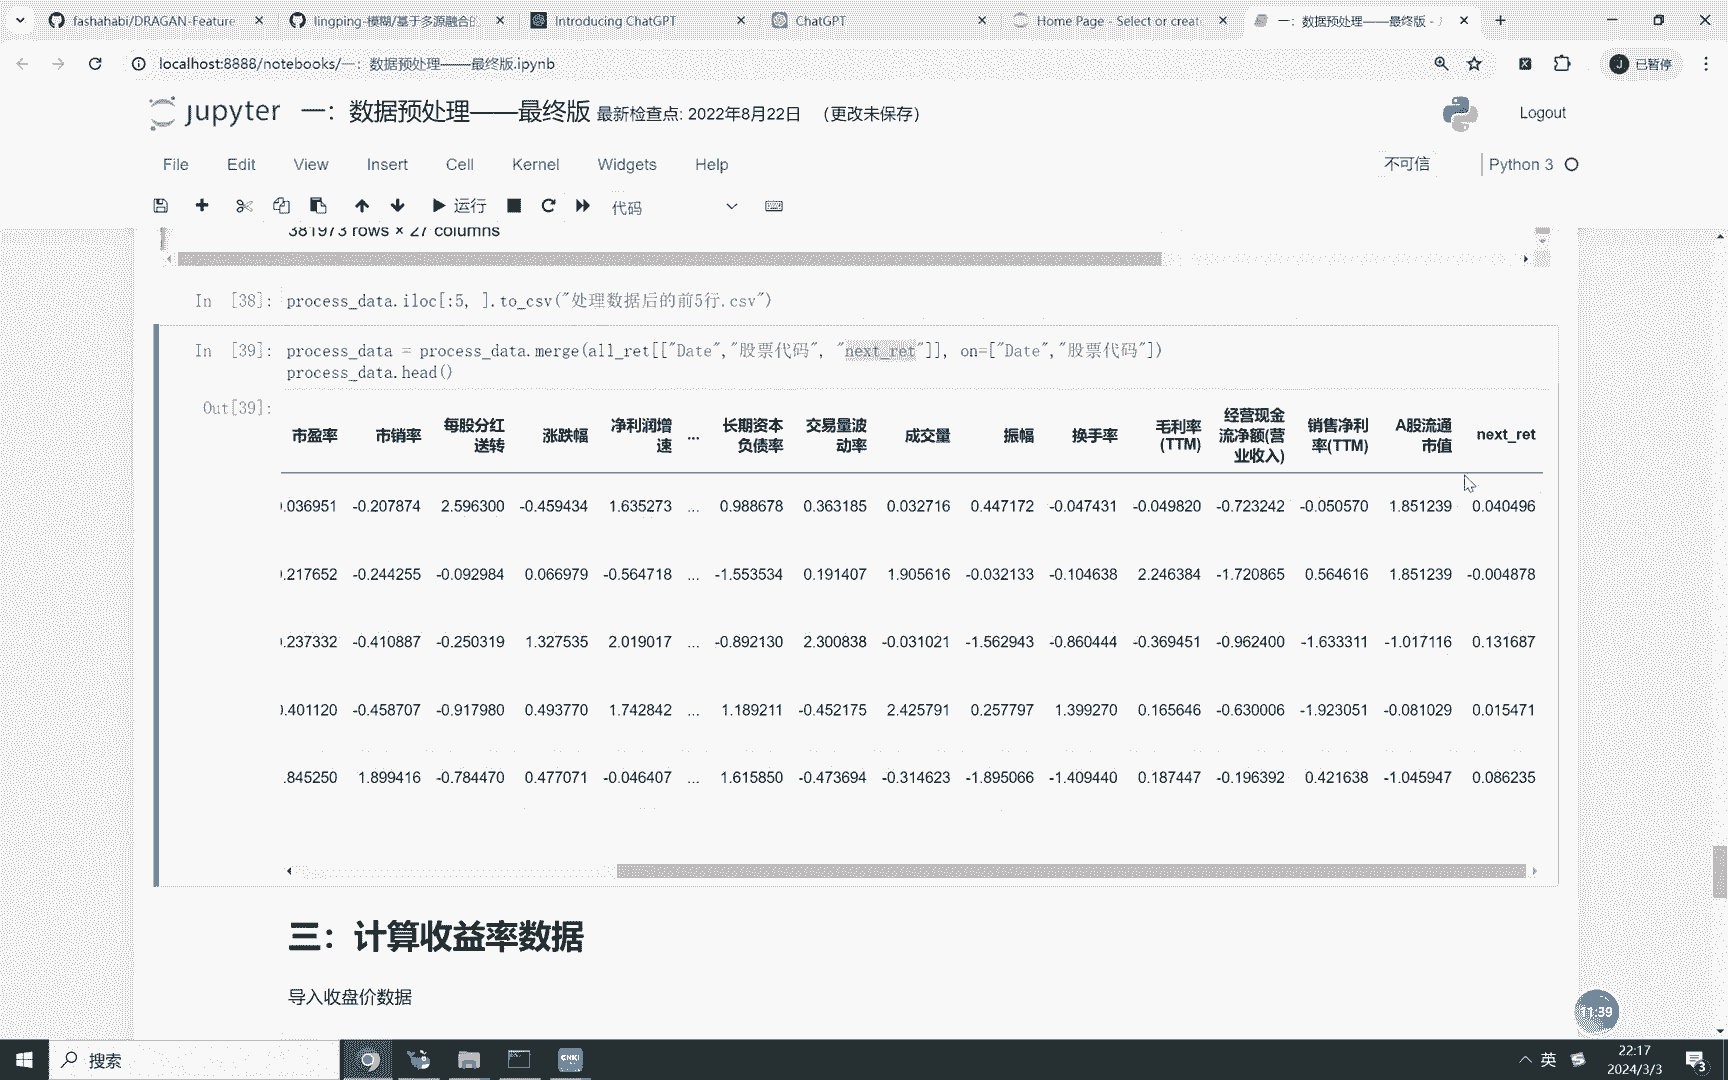 fashahabi/DRAGAN-Feature
lingping-模糊/基于多源融合的
Introducing ChatGPT
ChatGPT
Home Page - Select or create
一：数据预处理——最终版 - J
localhost:8888/notebooks/一：数据预处理——最终版.ipynb
J 已暂停
jupyter 一：数据预处理——最终版 最新检查点: 2022年8月22日 （更改未保存）
Logout
File Edit View Insert Cell Kernel Widgets Help
不可信
Python 3
运行
代码
381973 rows × 27 columns
In [38]: process_data.iloc[:5, ].to_csv("处理数据后的前5行.csv")
In [39]: process_data = process_data.merge(all_ret[["Date","股票代码", "next_ret"]], on=["Date","股票代码"])
process_data.head()
Out[39]:
市盈率 市销率 每股分红送转 涨跌幅 净利润增速 ... 长期资本负债率 交易量波动率 成交量 振幅 换手率 毛利率(TTM) 经营现金流净额(营业收入) 销售净利率(TTM) A股流通市值 next_ret
.036951 -0.207874 2.596300 -0.459434 1.635273 ... 0.988678 0.363185 0.032716 0.447172 -0.047431 -0.049820 -0.723242 -0.050570 1.851239 0.040496
.217652 -0.244255 -0.092984 0.066979 -0.564718 ... -1.553534 0.191407 1.905616 -0.032133 -0.104638 2.246384 -1.720865 0.564616 1.851239 -0.004878
.237332 -0.410887 -0.250319 1.327535 2.019017 ... -0.892130 2.300838 -0.031021 -1.562943 -0.860444 -0.369451 -0.962400 -1.633311 -1.017116 0.131687
.401120 -0.458707 -0.917980 0.493770 1.742842 ... 1.189211 -0.452175 2.425791 0.257797 1.399270 0.165646 -0.630006 -1.923051 -0.081029 0.015471
.845250 1.899416 -0.784470 0.477071 -0.046407 ... 1.615850 -0.473694 -0.314623 -1.895066 -1.409440 0.187447 -0.196392 0.421638 -1.045947 0.086235
三：计算收益率数据
导入收盘价数据
11:39
搜索
CNKI
英
22:17
2024/3/3
3